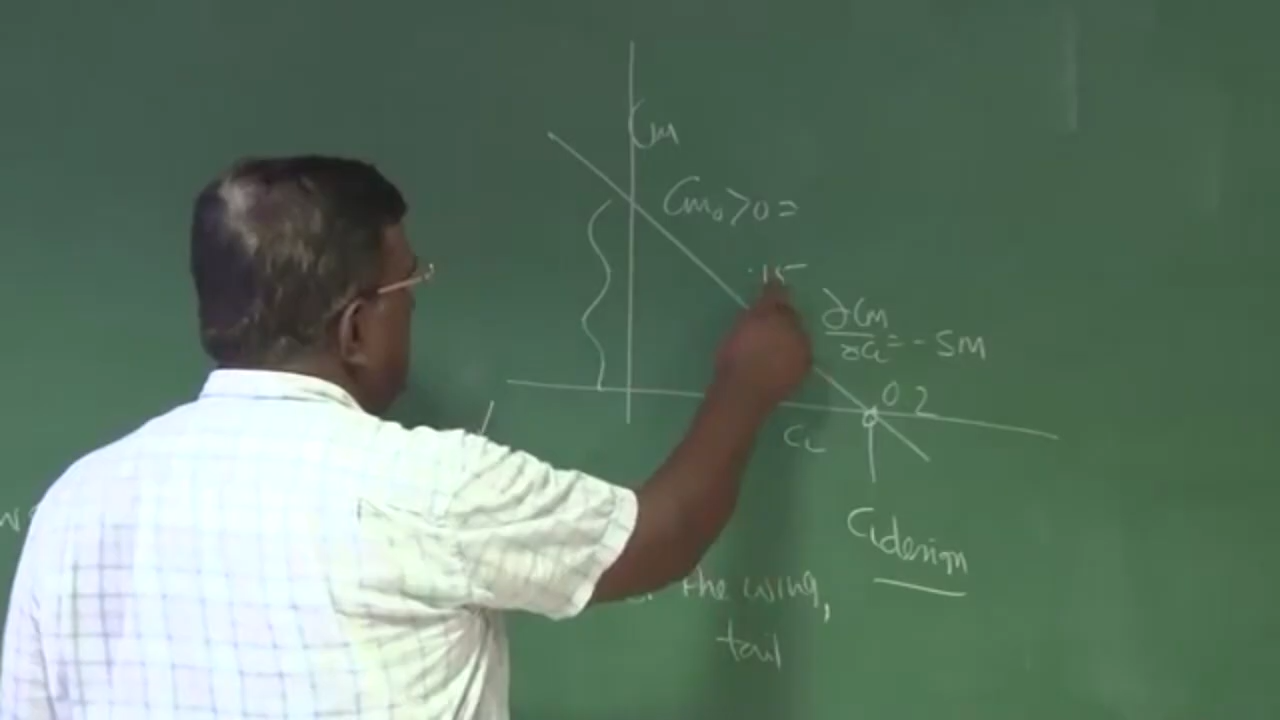 Cm
Cm₀ > 0 =
.15
∂Cm/∂CL = - SM
0.2
CL
CL design
the wing,
tail